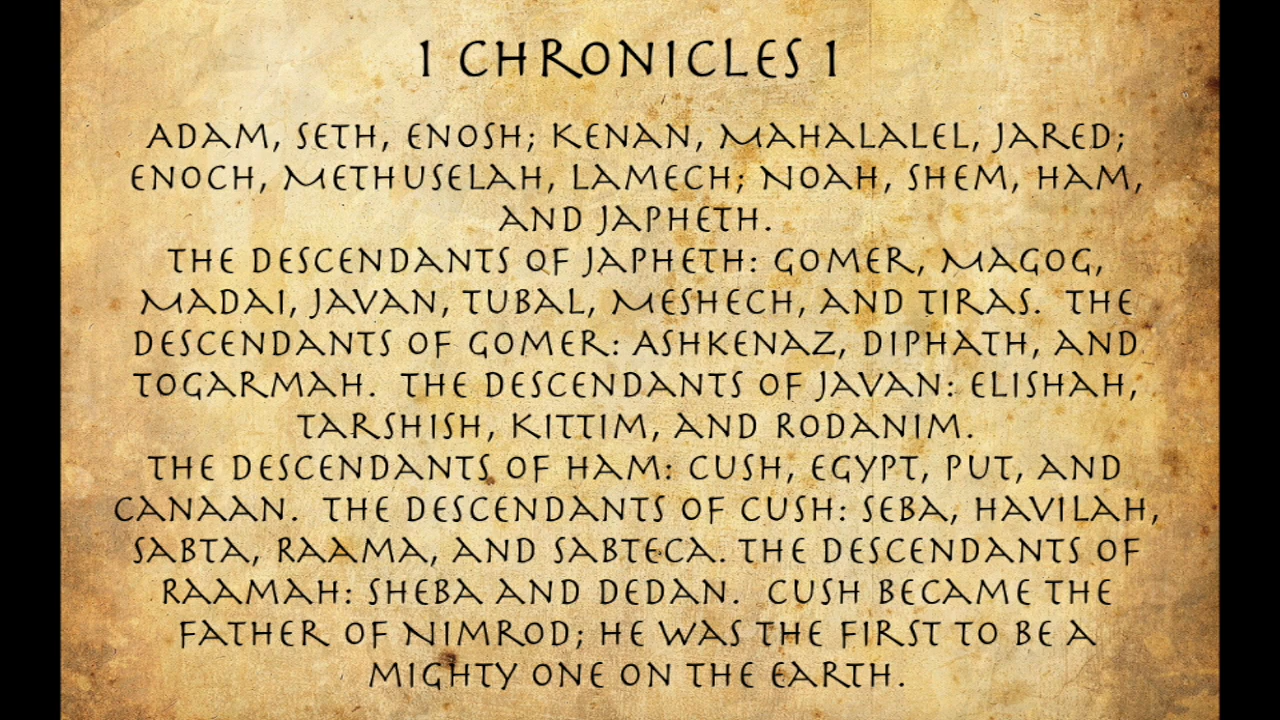 1 CHRONICLES 1
ADAM, SETH, ENOSH; KENAN, MAHALALEL, JARED;
ENOCH, METHUSELAH, LAMECH; NOAH, SHEM, HAM,
AND JAPHETH.
THE DESCENDANTS OF JAPHETH: GOMER, MAGOG,
MADAI, JAVAN, TUBAL, MESHECH, AND TIRAS. THE
DESCENDANTS OF GOMER: ASHKENAZ, DIPHATH, AND
TOGARMAH. THE DESCENDANTS OF JAVAN: ELISHAH,
TARSHISH, KITTIM, AND RODANIM.
THE DESCENDANTS OF HAM: CUSH, EGYPT, PUT, AND
CANAAN. THE DESCENDANTS OF CUSH: SEBA, HAVILAH,
SABTA, RAAMA, AND SABTECA. THE DESCENDANTS OF
RAAMAH: SHEBA AND DEDAN. CUSH BECAME THE
FATHER OF NIMROD; HE WAS THE FIRST TO BE A
MIGHTY ONE ON THE EARTH.